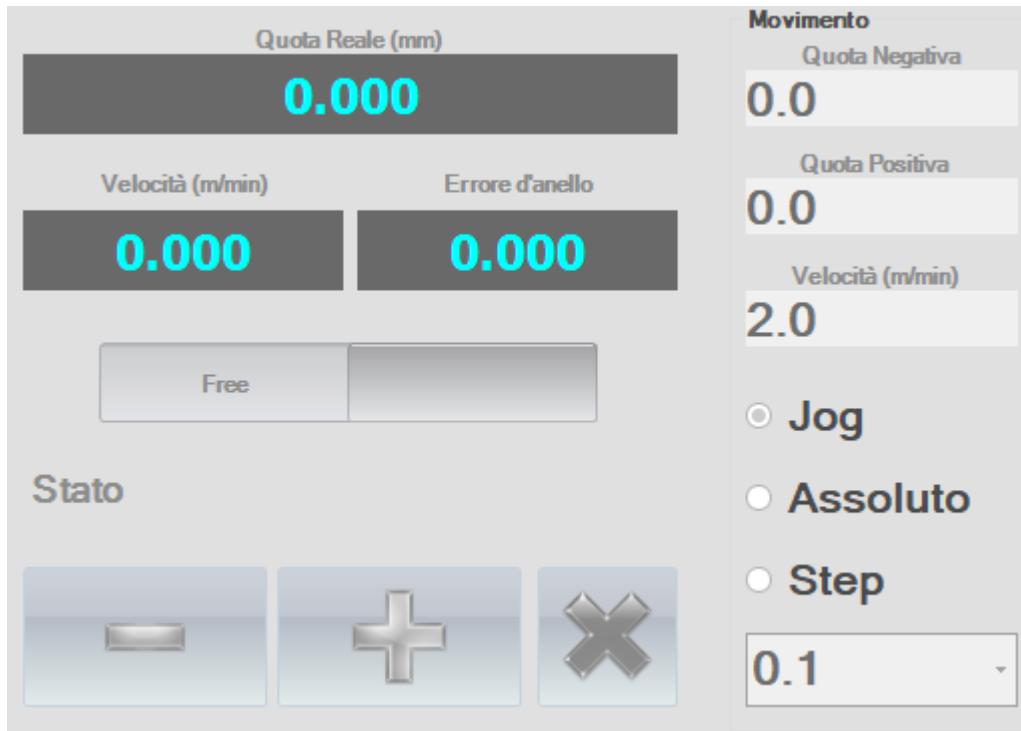 Quota Reale (mm)
0.000
Velocità (m/min)
Errore d'anello
0.000
0.000
Free
Stato
Movimento
Quota Negativa
0.0
Quota Positiva
0.0
Velocità (m/min)
2.0
Jog
Assoluto
Step
0.1